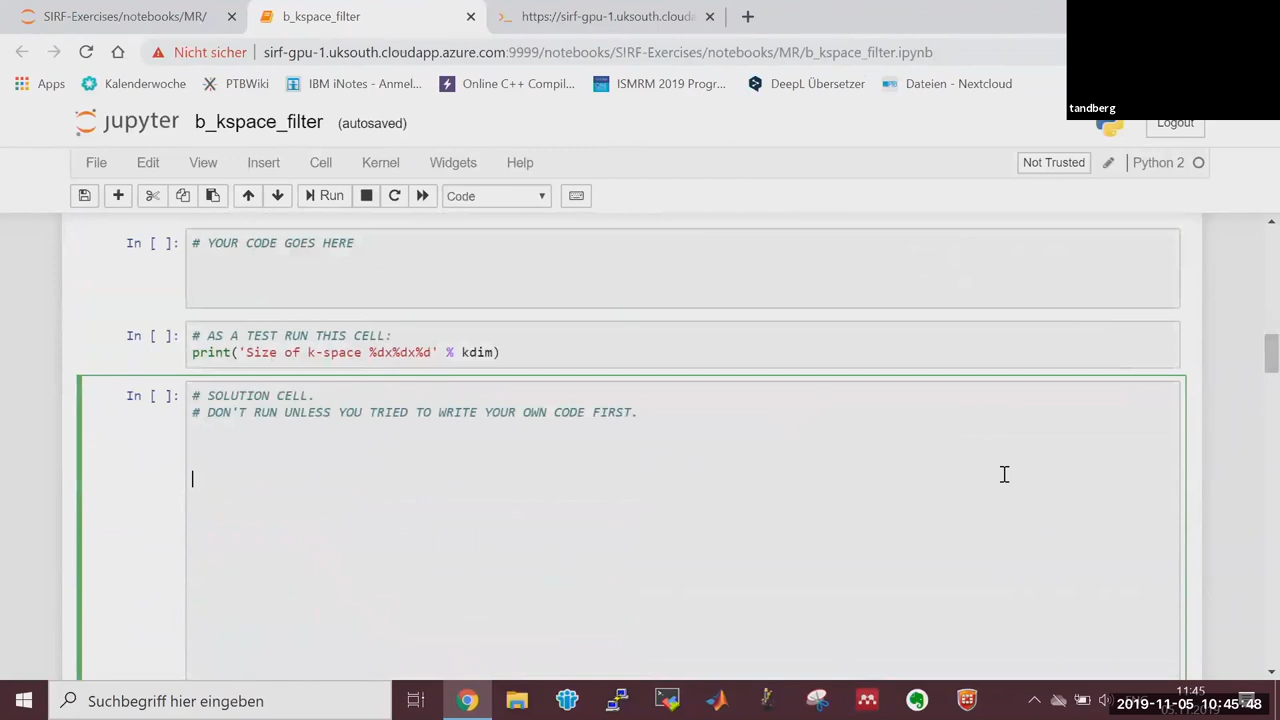 SIRF-Exercises/notebooks/MR/
b_kspace_filter
https://sirf-gpu-1.uksouth.cloud
Nicht sicher
sirf-gpu-1.uksouth.cloudapp.azure.com:9999/notebooks/SIRF-Exercises/notebooks/MR/b_kspace_filter.ipynb
Apps
Kalenderwoche
PTBWiki
IBM iNotes - Anmel...
Online C++ Compil...
ISMRM 2019 Progr...
DeepL Übersetzer
Dateien - Nextcloud
tandberg
jupyter b_kspace_filter (autosaved)
Logout
File Edit View Insert Cell Kernel Widgets Help
Not Trusted
Python 2
Run
Code
In [ ]: # YOUR CODE GOES HERE
In [ ]: # AS A TEST RUN THIS CELL:
print('Size of k-space %dx%dx%d' % kdim)
In [ ]: # SOLUTION CELL.
# DON'T RUN UNLESS YOU TRIED TO WRITE YOUR OWN CODE FIRST.
Suchbegriff hier eingeben
ENG
11:45
2019-11-05 10:45:48